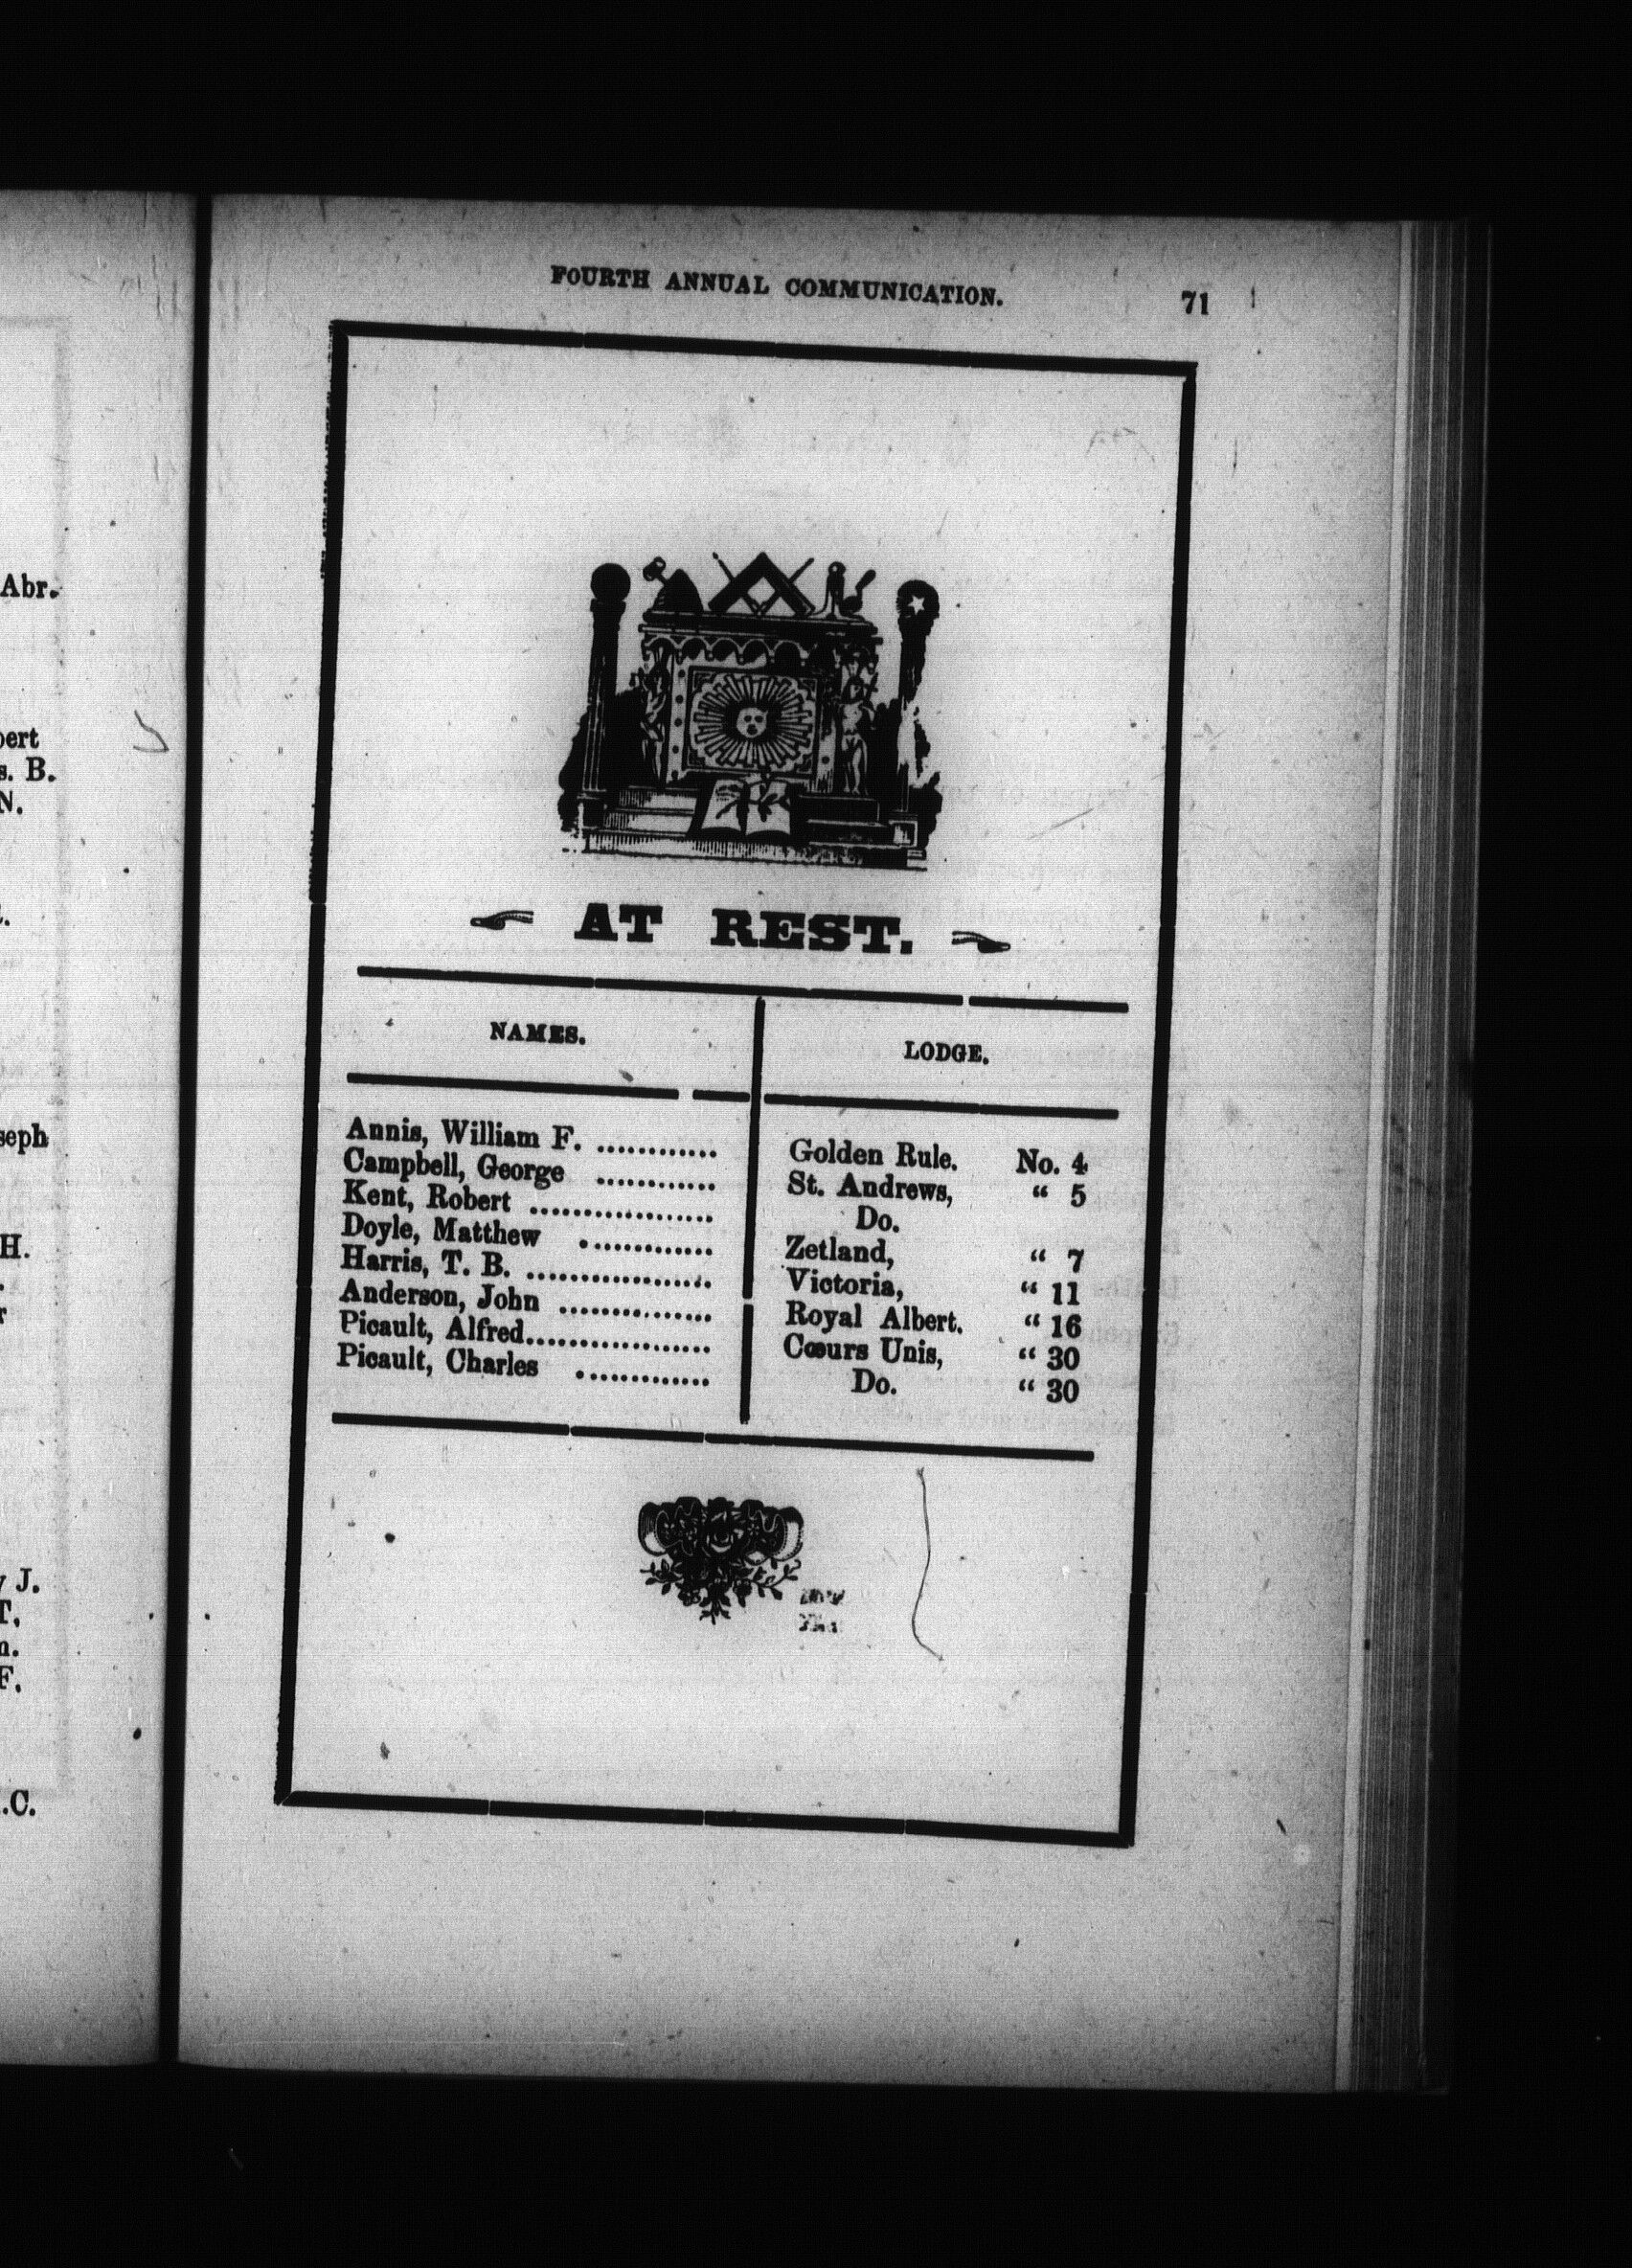 FOURTH ANNUAL COMMUNICATION. 71
AT REST.
NAMES. LODGE.
Annis, William F. ............ Golden Rule. No. 4
Campbell, George ............ St. Andrews, “ 5
Kent, Robert .................. Do.
Doyle, Matthew ............. Zetland, “ 7
Harris, T. B. .................. Victoria, “ 11
Anderson, John ............... Royal Albert. “ 16
Picault, Alfred.................. Cœurs Unis, “ 30
Picault, Charles ............. Do. “ 30
Abr.
B.
N.
H.
J.
T.
F.
C.